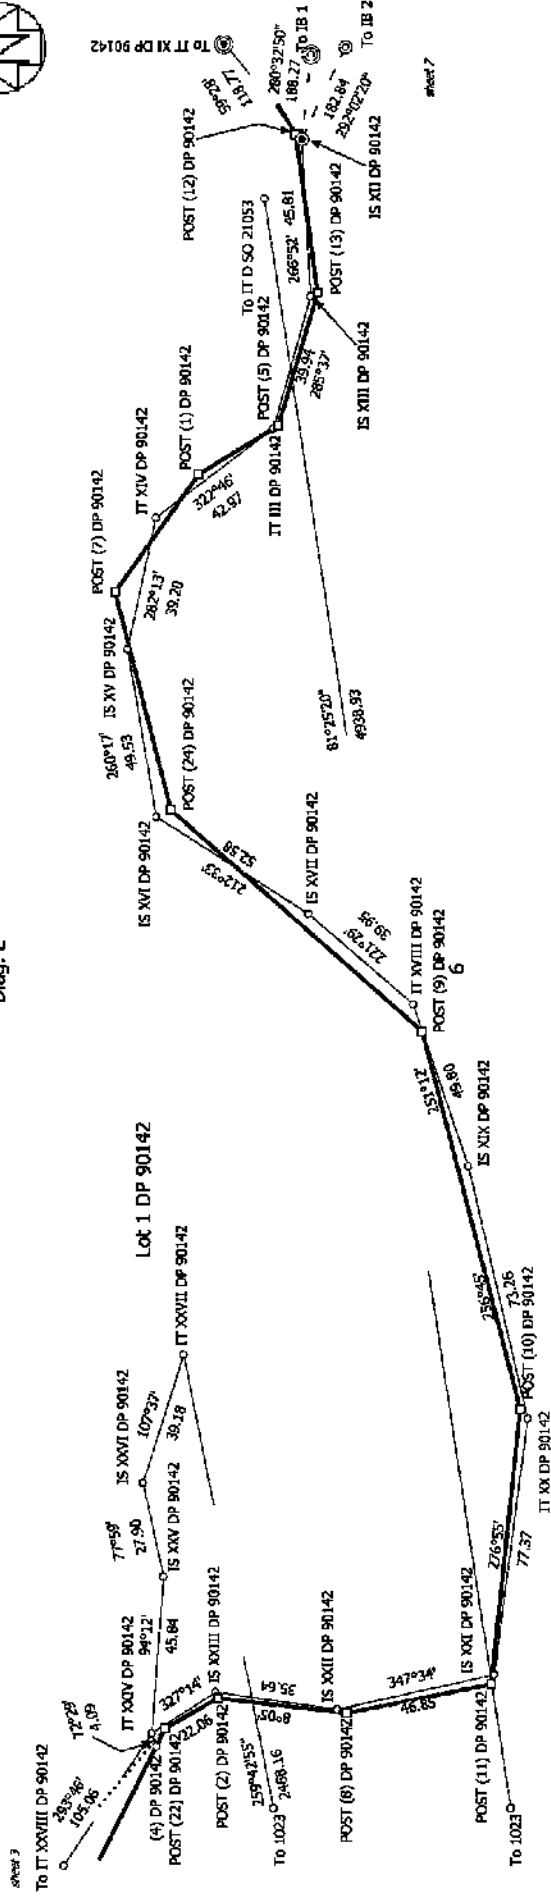 N
To IT XI DP 90142
59°28'
118.77
280°32'50"
188.27
To IB 1
To IB 2
182.84
292°02'20"
sheet 7
POST (12) DP 90142
IS XII DP 90142
To IT D SO 21053
266°52'
45.81
POST (13) DP 90142
POST (5) DP 90142
39.94
285°37'
IS XIII DP 90142
POST (1) DP 90142
IT XIV DP 90142
322°46'
42.97
IT III DP 90142
POST (7) DP 90142
282°13'
39.20
IS XV DP 90142
260°17'
49.53
POST (24) DP 90142
81°25'20"
4938.93
IS XVI DP 90142
212°33'
52.58
IS XVII DP 90142
221°29'
39.95
IT XVIII DP 90142
POST (9) DP 90142
6
Diag. E
251°12'
49.80
IS XIX DP 90142
Lot 1 DP 90142
256°45'
73.26
POST (10) DP 90142
IT XX DP 90142
IT XXVII DP 90142
IS XXVI DP 90142
107°37'
39.18
77°59'
27.90
IS XXV DP 90142
276°55'
77.37
IT XXIV DP 90142
94°12'
45.84
IS XXIII DP 90142
IS XXII DP 90142
IS XXI DP 90142
72°29'
4.09
327°14'
22.06
8°05'
35.64
347°34'
46.85
(4) DP 90142
POST (22) DP 90142
POST (2) DP 90142
259°42'55"
2468.16
To 1023
POST (8) DP 90142
POST (11) DP 90142
To 1023
293°46'
105.06
To IT XXVIII DP 90142
sheet 3